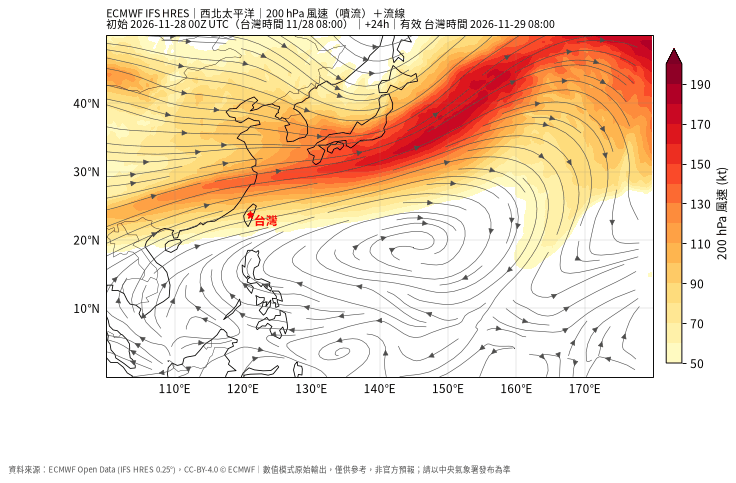 ECMWF IFS HRES｜西北太平洋｜200 hPa 風速（噴流）＋流線
初始 2026-11-28 00Z UTC（台灣時間 11/28 08:00）｜+24h｜有效 台灣時間 2026-11-29 08:00
40°N
30°N
20°N
10°N
台灣
110°E 120°E 130°E 140°E 150°E 160°E 170°E
190
170
150
130
110
90
70
50
200 hPa 風速 (kt)
資料來源：ECMWF Open Data (IFS HRES 0.25°)，CC-BY-4.0 © ECMWF｜數值模式原始輸出，僅供參考，非官方預報；請以中央氣象署發布為準